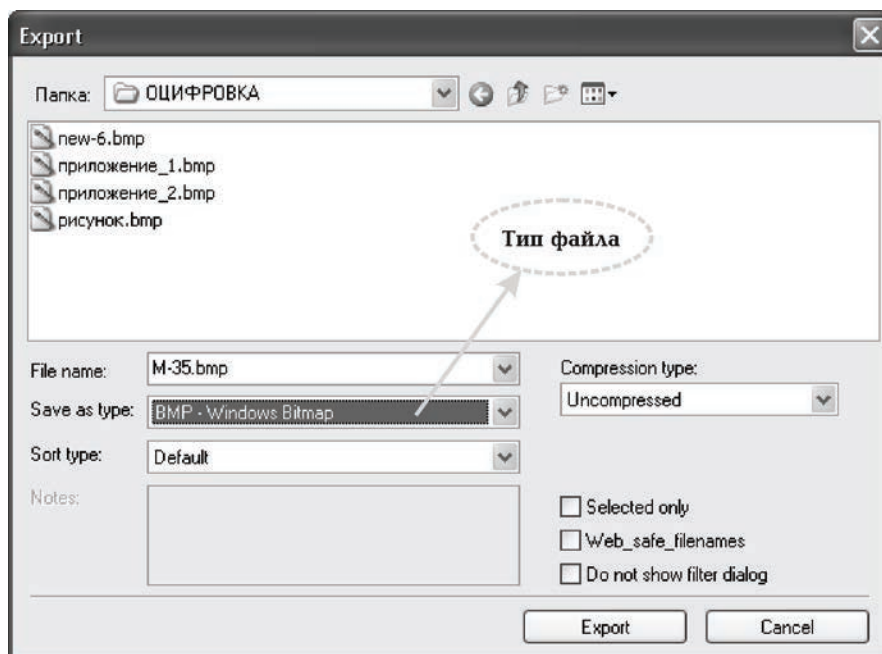 Export
Папка: ОЦИФРОВКА
new-6.bmp
приложение_1.bmp
приложение_2.bmp
рисунок.bmp
Тип файла
File name: M-35.bmp
Save as type: BMP - Windows Bitmap
Sort type: Default
Notes:
Compression type:
Uncompressed
Selected only
Web_safe_filenames
Do not show filter dialog
Export Cancel